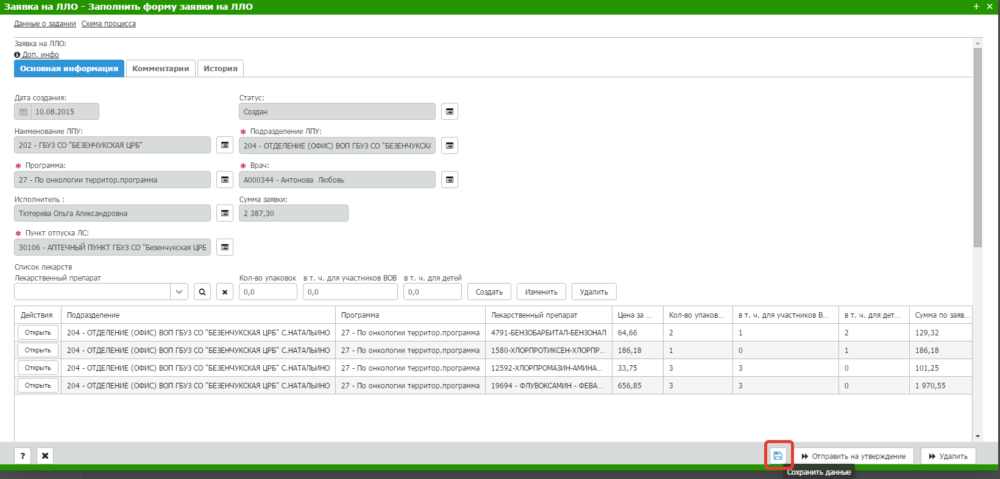 Заявка на ЛЛО - Заполнить форму заявки на ЛЛО
Данные о задании Схема процесса
Заявка на ЛЛО:
Доп. инфо
Основная информация Комментарии История
Дата создания: Статус:
10.08.2015 Создан
Наименование ЛПУ: * Подразделение ЛПУ:
202 - ГБУЗ СО "БЕЗЕНЧУКСКАЯ ЦРБ" 204 - ОТДЕЛЕНИЕ (ОФИС) ВОП ГБУЗ СО "БЕЗЕНЧУКСКА
* Программа: * Врач:
27 - По онкологии территор.программа А000344 - Антонова Любовь
Исполнитель : Сумма заявки:
Тютерева Ольга Александровна 2 387,30
* Пункт отпуска ЛС:
30106 - АПТЕЧНЫЙ ПУНКТ ГБУЗ СО "Безенчукская ЦРБ
Список лекарств
Лекарственный препарат Кол-во упаковок в т. ч. для участников ВОВ в т. ч. для детей
0,0 0,0 0,0 Создать Изменить Удалить
Действия Подразделение Программа Лекарственный препарат Цена за ... Кол-во упаков... в т. ч. для участников В... в т. ч. для дет... Сумма по заяв...
Открыть 204 - ОТДЕЛЕНИЕ (ОФИС) ВОП ГБУЗ СО "БЕЗЕНЧУКСКАЯ ЦРБ" С.НАТАЛЬИНО 27 - По онкологии территор.программа 4791-БЕНЗОБАРБИТАЛ-БЕНЗОНАЛ 64,66 2 1 2 129,32
Открыть 204 - ОТДЕЛЕНИЕ (ОФИС) ВОП ГБУЗ СО "БЕЗЕНЧУКСКАЯ ЦРБ" С.НАТАЛЬИНО 27 - По онкологии территор.программа 1580-ХЛОРПРОТИКСЕН-ХЛОРПР... 186,18 1 0 1 186,18
Открыть 204 - ОТДЕЛЕНИЕ (ОФИС) ВОП ГБУЗ СО "БЕЗЕНЧУКСКАЯ ЦРБ" С.НАТАЛЬИНО 27 - По онкологии территор.программа 12592-ХЛОРПРОМАЗИН-АМИНА... 33,75 3 3 0 101,25
Открыть 204 - ОТДЕЛЕНИЕ (ОФИС) ВОП ГБУЗ СО "БЕЗЕНЧУКСКАЯ ЦРБ" С.НАТАЛЬИНО 27 - По онкологии территор.программа 19694 - ФЛУВОКСАМИН - ФЕВА... 656,85 3 3 0 1 970,55
? Отправить на утверждение Удалить
Сохранить данные